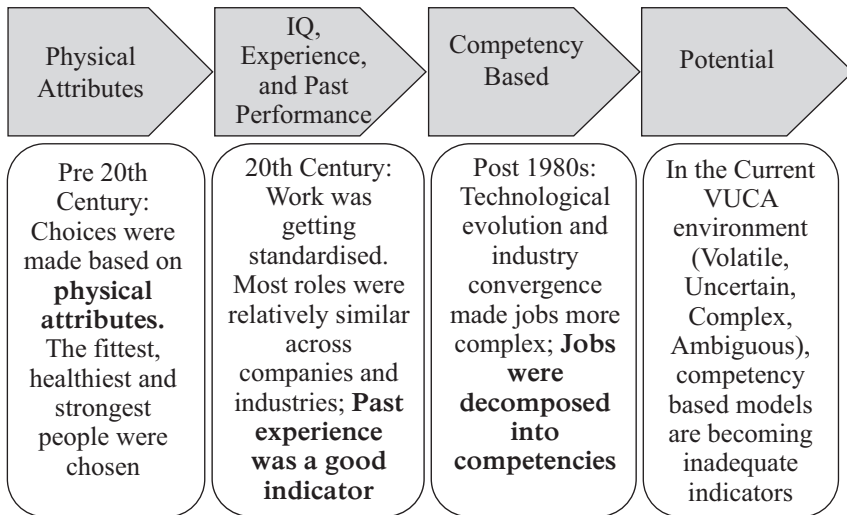 Physical
Attributes
IQ,
Experience,
and Past
Performance
Competency
Based
Potential
Pre 20th
Century:
Choices were
made based on
physical
attributes.
The fittest,
healthiest and
strongest
people were
chosen
20th Century:
Work was
getting
standardised.
Most roles were
relatively similar
across
companies and
industries; Past
experience
was a good
indicator
Post 1980s:
Technological
evolution and
industry
convergence
made jobs more
complex; Jobs
were
decomposed
into
competencies
In the Current
VUCA
environment
(Volatile,
Uncertain,
Complex,
Ambiguous),
competency
based models
are becoming
inadequate
indicators